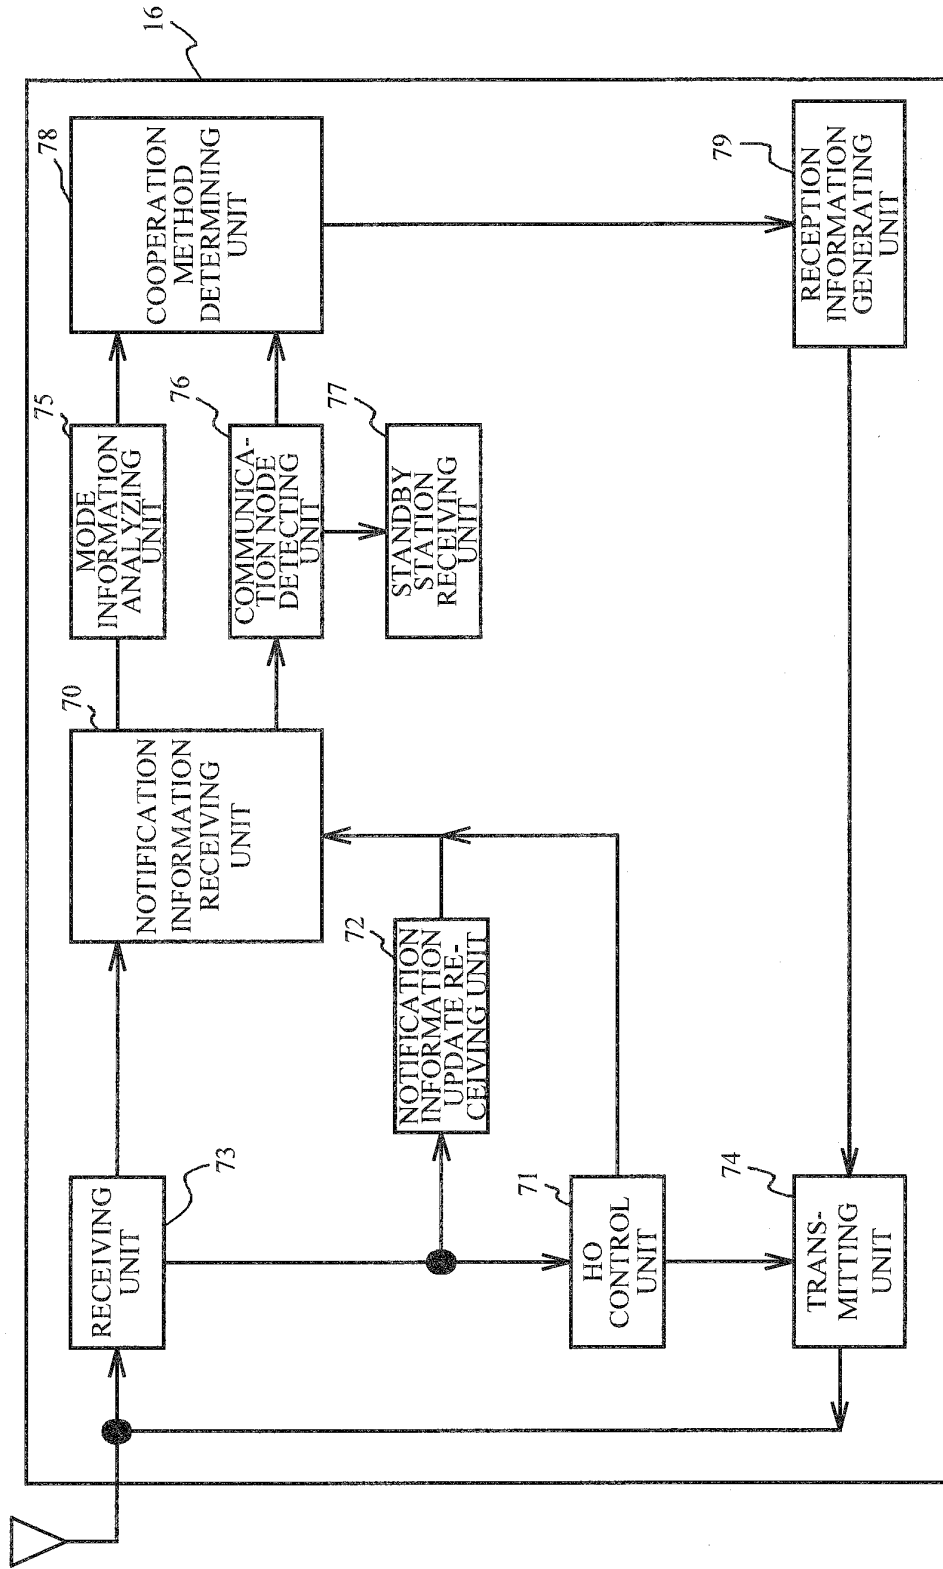 16
RECEIVING
UNIT
73
NOTIFICATION
INFORMATION
RECEIVING
UNIT
70
MODE
INFORMATION
ANALYZING
UNIT
75
COMMUNICA-
TION NODE
DETECTING
UNIT
76
STANDBY
STATION
RECEIVING
UNIT
77
COOPERATION
METHOD
DETERMINING
UNIT
78
NOTIFICATION
INFORMATION
UPDATE RE-
CEIVING UNIT
72
HO
CONTROL
UNIT
71
TRANS-
MITTING
UNIT
74
RECEPTION
INFORMATION
GENERATING
UNIT
79